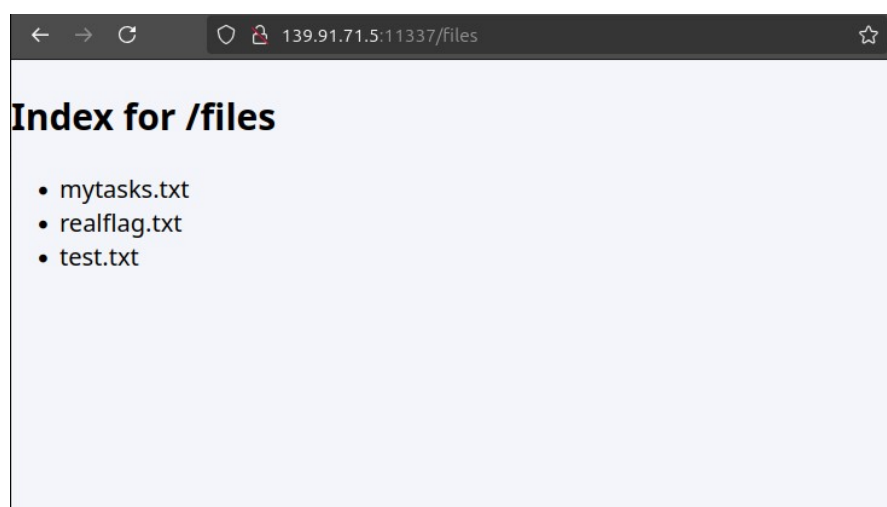 139.91.71.5:11337/files
Index for /files
• mytasks.txt
• realflag.txt
• test.txt